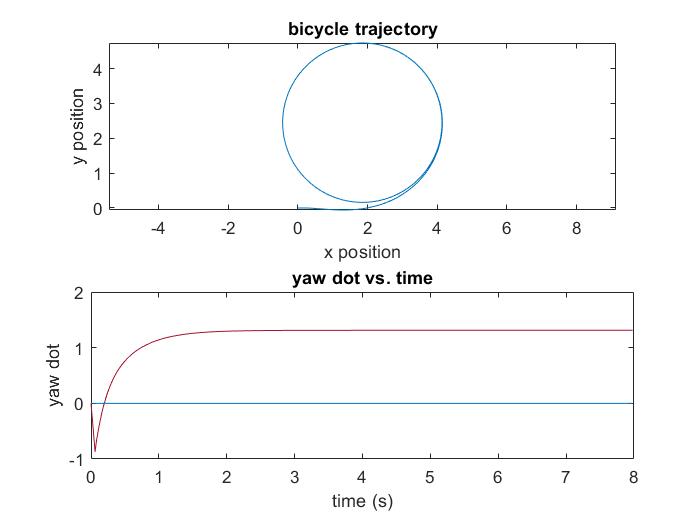 bicycle trajectory
4
3
2
1
0
y position
-4 -2 0 2 4 6 8
x position
yaw dot vs. time
2
1
0
-1
yaw dot
0 1 2 3 4 5 6 7 8
time (s)